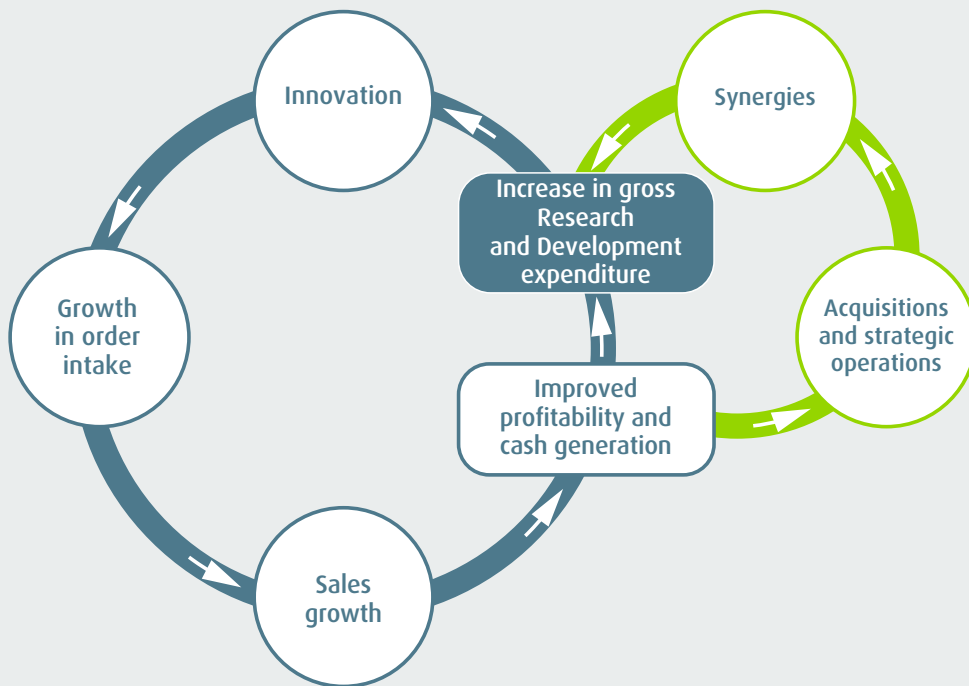 Innovation
Synergies
Increase in gross
Research
and Development
expenditure
Growth
in order
intake
Acquisitions
and strategic
operations
Improved
profitability and
cash generation
Sales
growth